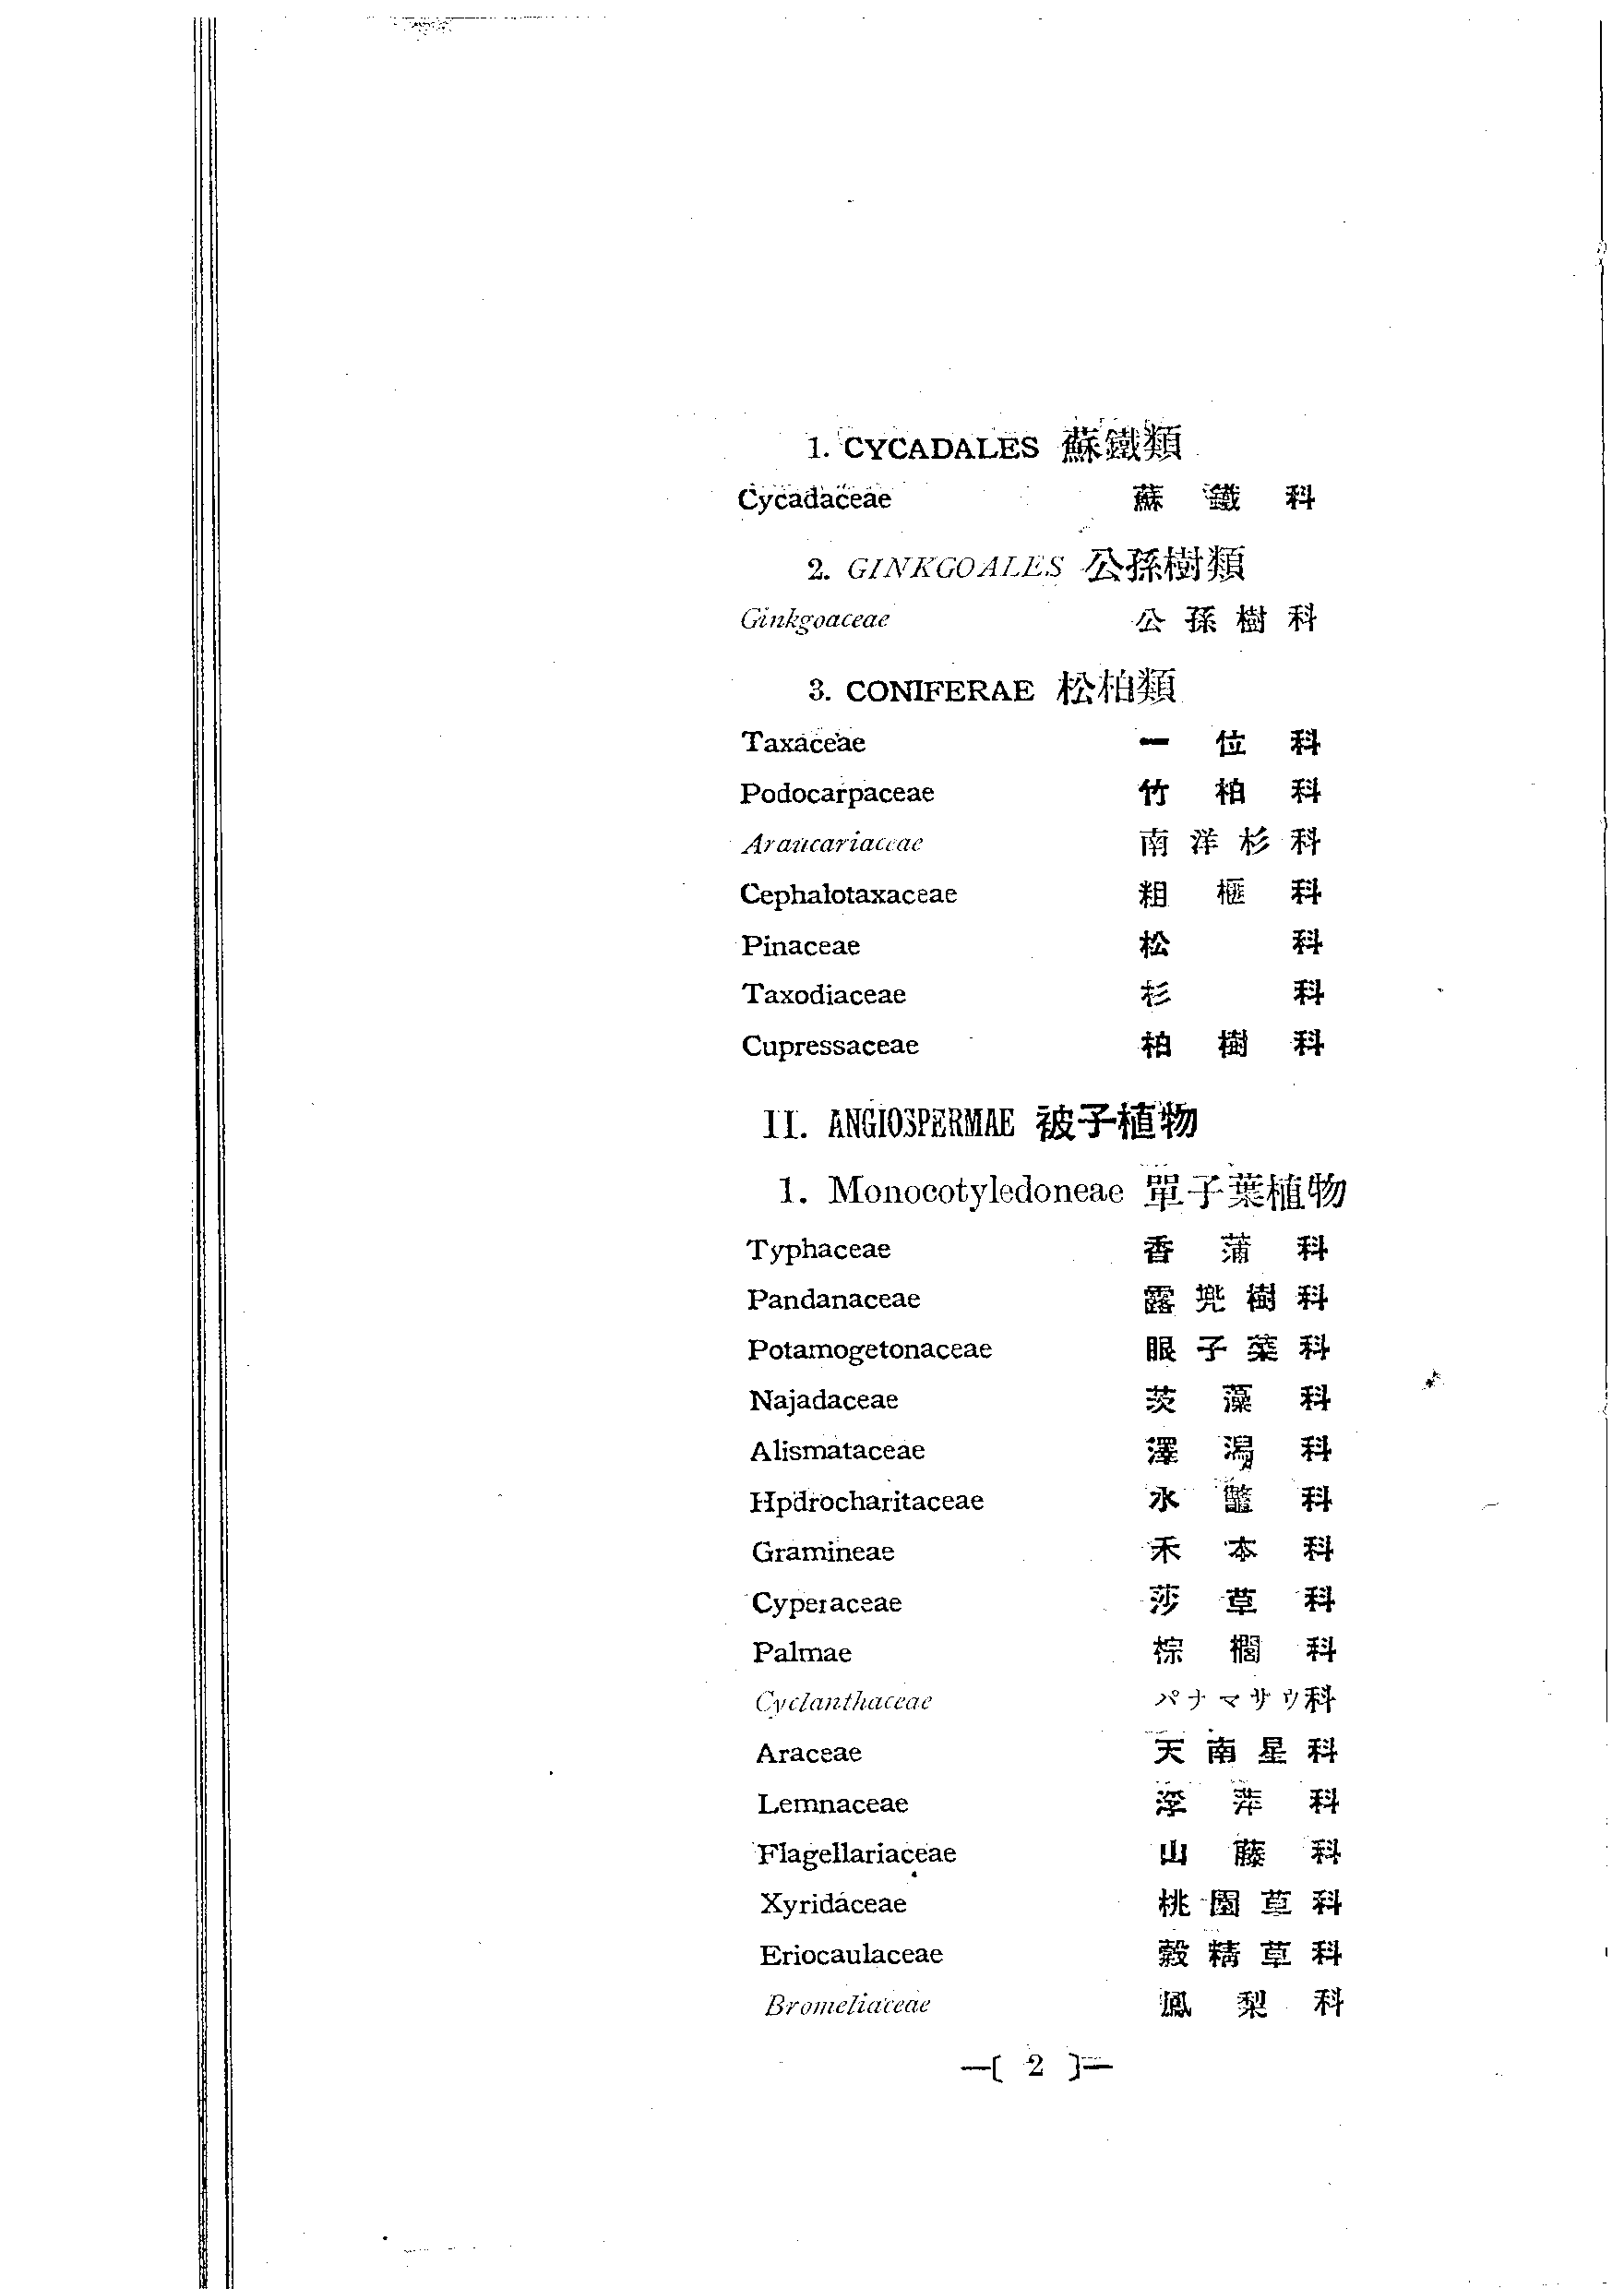 1. CYCADALES 蘇鐵類
Cycadaceae 蘇鐵科
2. GINKGOALES 公孫樹類
Ginkgoaceae 公孫樹科
3. CONIFERAE 松柏類
Taxaceae 一位科
Podocarpaceae 竹柏科
Araucariaceae 南洋杉科
Cephalotaxaceae 粗榧科
Pinaceae 松科
Taxodiaceae 杉科
Cupressaceae 柏樹科
II. ANGIOSPERMAE 被子植物
1. Monocotyledoneae 單子葉植物
Typhaceae 香蒲科
Pandanaceae 露兜樹科
Potamogetonaceae 眼子菜科
Najadaceae 茨藻科
Alismataceae 澤瀉科
Hpdrocharitaceae 水鼈科
Gramineae 禾本科
Cyperaceae 莎草科
Palmae 棕櫚科
Cyclanthaceae パナマサウ科
Araceae 天南星科
Lemnaceae 浮萍科
Flagellariaceae 山藤科
Xyridaceae 桃園草科
Eriocaulaceae 穀精草科
Bromeliaceae 鳳梨科
—[ 2 ]—